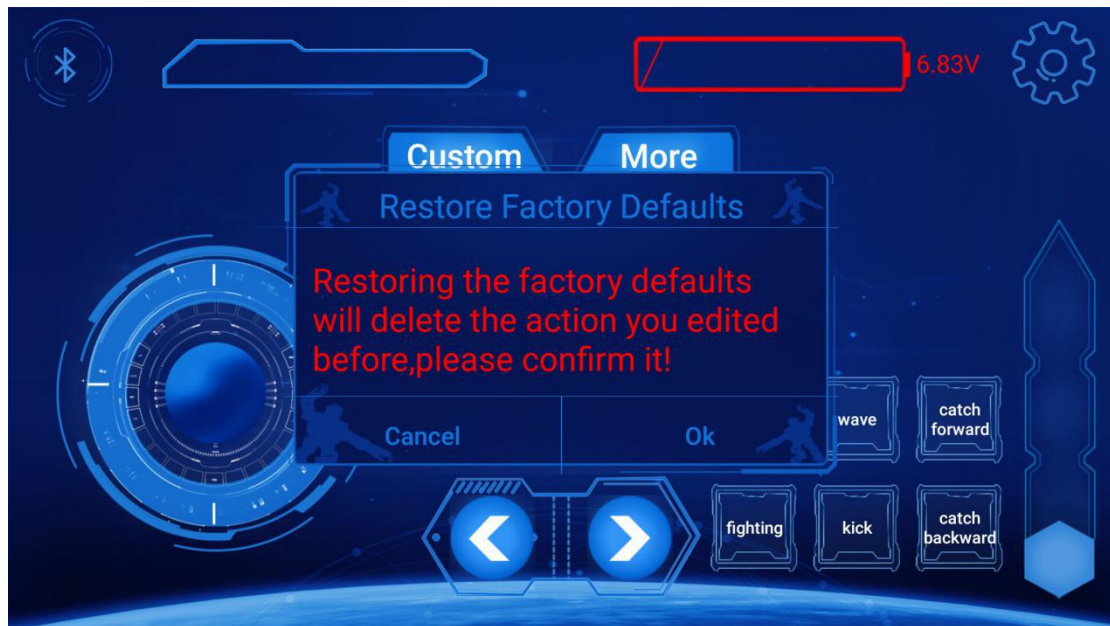 6.83V
Custom
More
Restore Factory Defaults
Restoring the factory defaults
will delete the action you edited
before,please confirm it!
Cancel
Ok
wave
catch
forward
fighting
kick
catch
backward